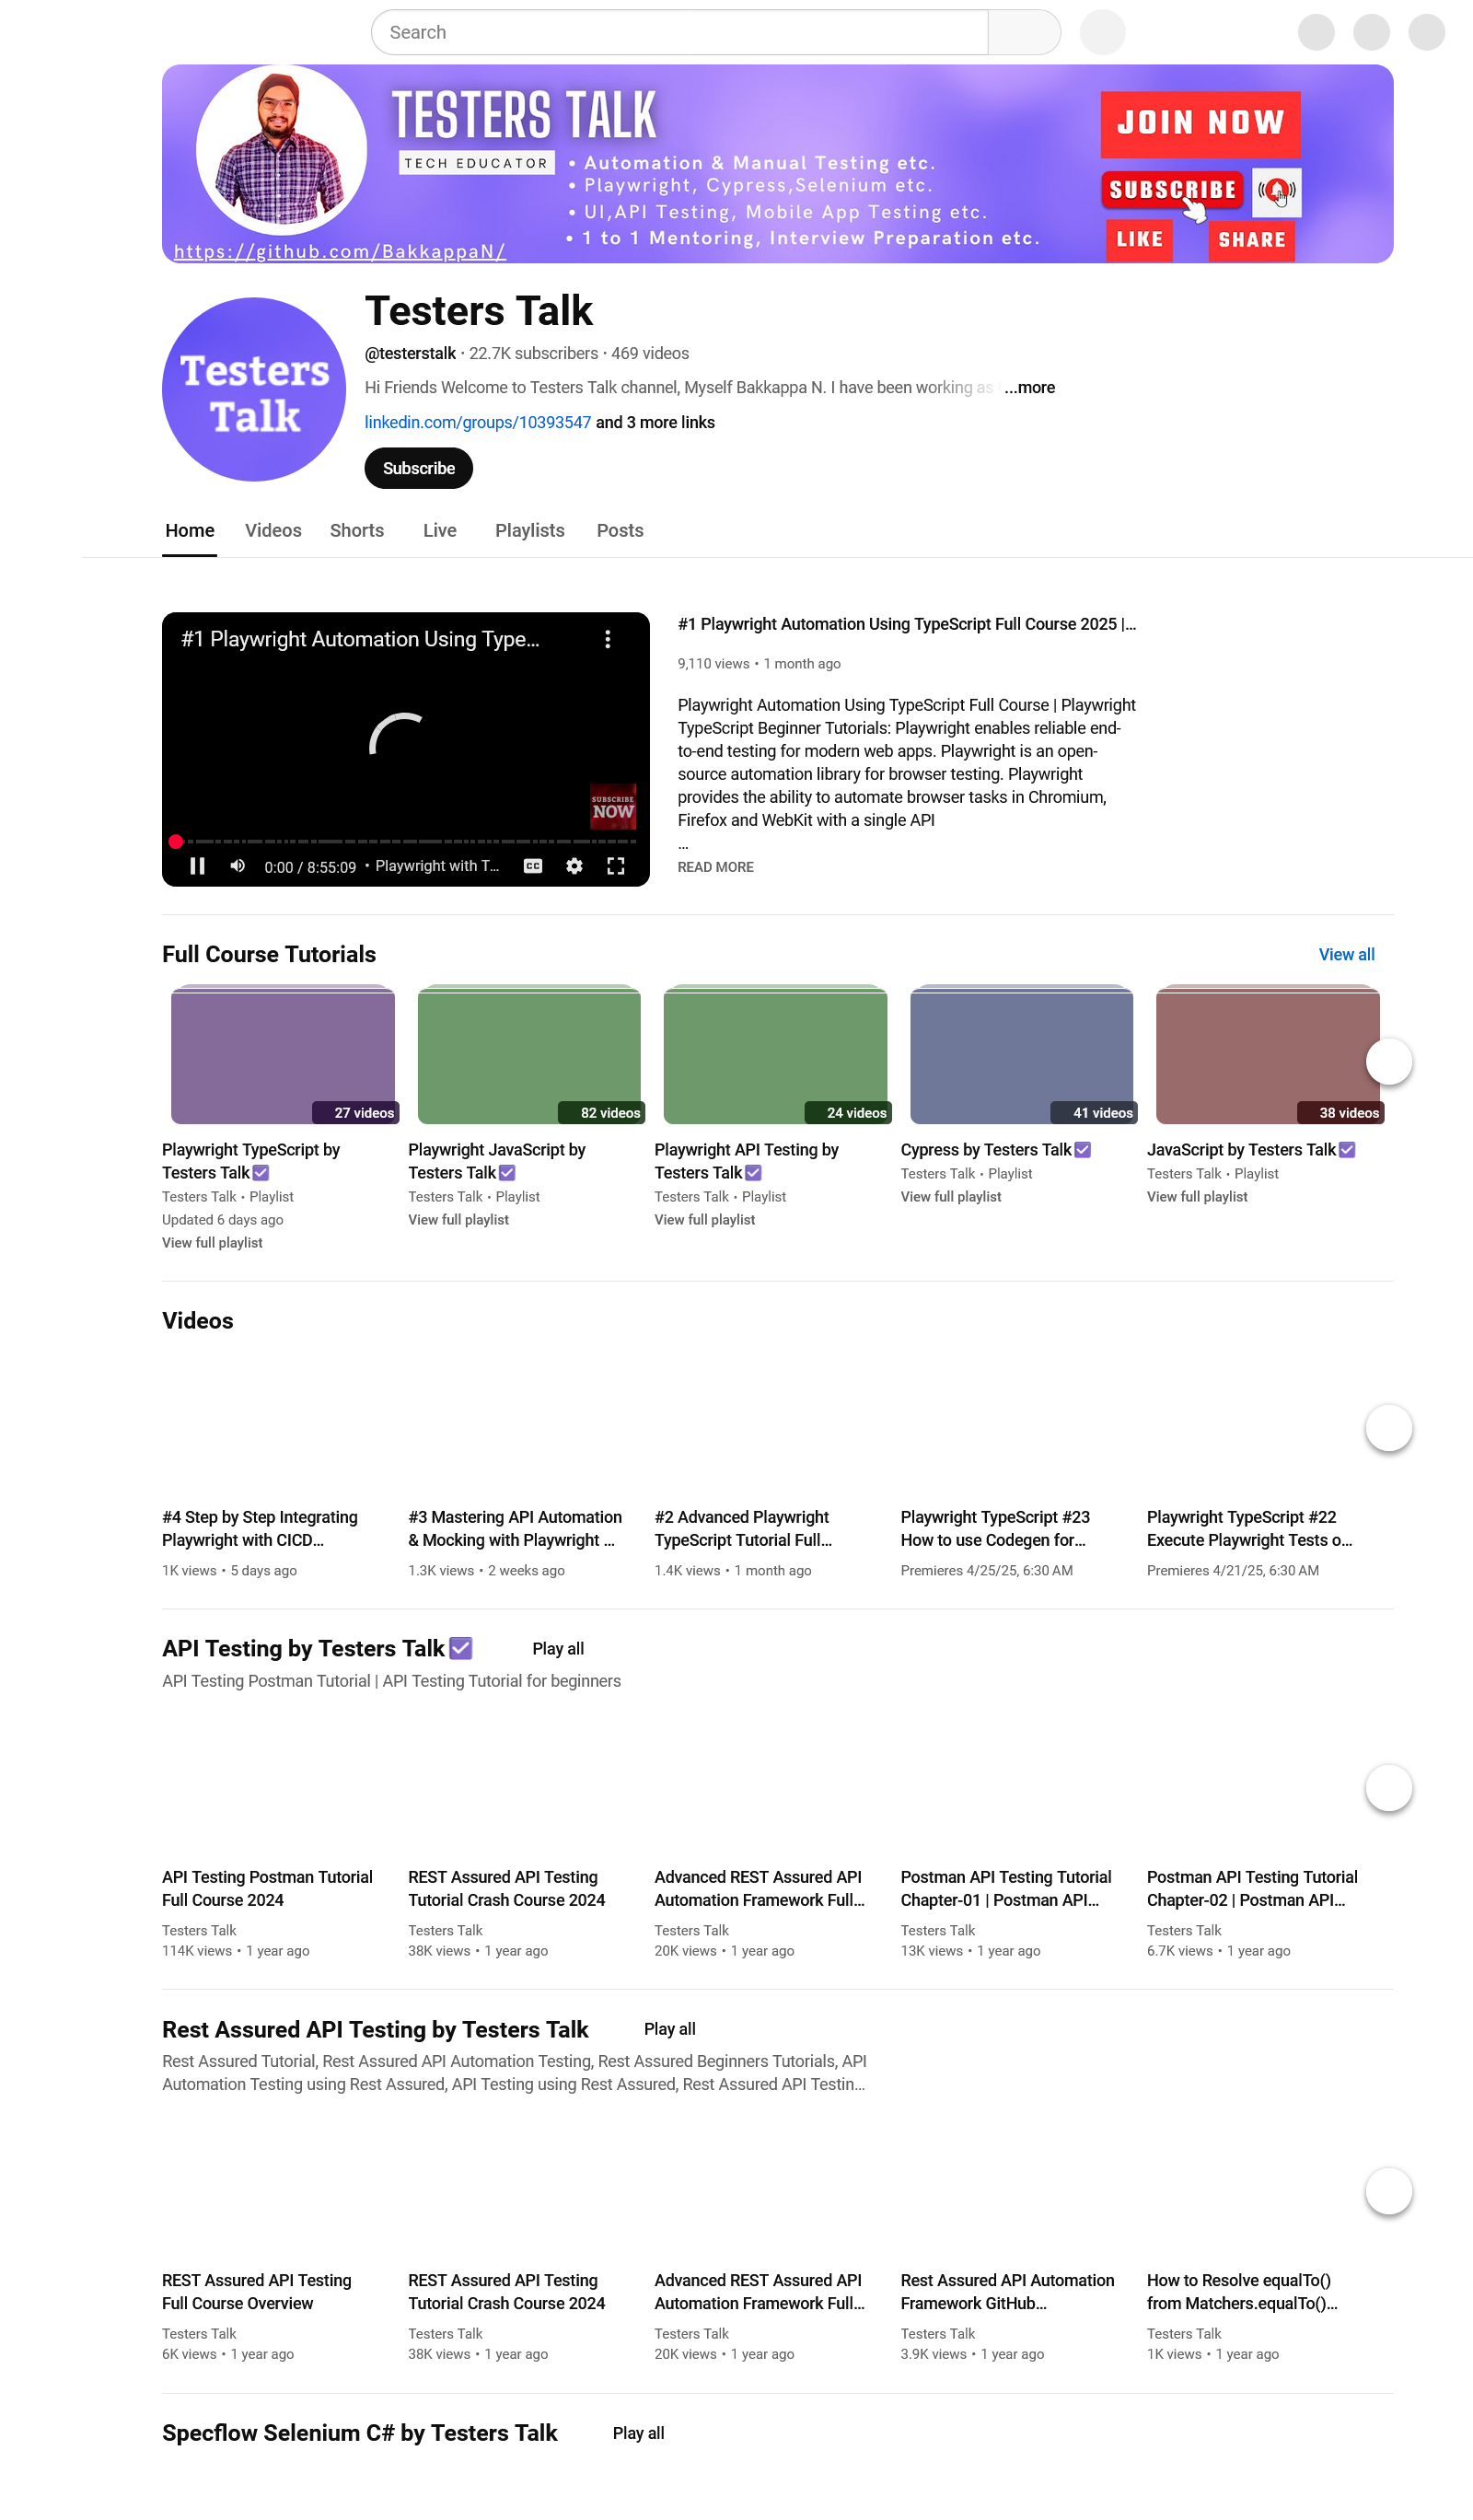 Search
TESTERS TALK
TECH EDUCATOR
• Automation & Manual Testing etc.
• Playwright, Cypress,Selenium etc.
• UI,API Testing, Mobile App Testing etc.
• 1 to 1 Mentoring, Interview Preparation etc.
https://github.com/BakkappaN/
JOIN NOW
SUBSCRIBE
LIKE
SHARE
Testers
Talk
Testers Talk
@testerstalk • 22.7K subscribers • 469 videos
Hi Friends Welcome to Testers Talk channel, Myself Bakkappa N. I have been working as ...more
linkedin.com/groups/10393547 and 3 more links
Subscribe
Home Videos Shorts Live Playlists Posts
#1 Playwright Automation Using Type...
SUBSCRIBE
NOW
0:00 / 8:55:09 • Playwright with T...
CC
#1 Playwright Automation Using TypeScript Full Course 2025 |...
9,110 views • 1 month ago
Playwright Automation Using TypeScript Full Course | Playwright
TypeScript Beginner Tutorials: Playwright enables reliable end-
to-end testing for modern web apps. Playwright is an open-
source automation library for browser testing. Playwright
provides the ability to automate browser tasks in Chromium,
Firefox and WebKit with a single API
...
READ MORE
Full Course Tutorials
View all
27 videos
82 videos
24 videos
41 videos
38 videos
Playwright TypeScript by
Testers Talk☑️
Testers Talk • Playlist
Updated 6 days ago
View full playlist
Playwright JavaScript by
Testers Talk☑️
Testers Talk • Playlist
View full playlist
Playwright API Testing by
Testers Talk☑️
Testers Talk • Playlist
View full playlist
Cypress by Testers Talk☑️
Testers Talk • Playlist
View full playlist
JavaScript by Testers Talk☑️
Testers Talk • Playlist
View full playlist
Videos
#4 Step by Step Integrating
Playwright with CICD...
1K views • 5 days ago
#3 Mastering API Automation
& Mocking with Playwright ...
1.3K views • 2 weeks ago
#2 Advanced Playwright
TypeScript Tutorial Full...
1.4K views • 1 month ago
Playwright TypeScript #23
How to use Codegen for...
Premieres 4/25/25, 6:30 AM
Playwright TypeScript #22
Execute Playwright Tests o...
Premieres 4/21/25, 6:30 AM
API Testing by Testers Talk☑️
Play all
API Testing Postman Tutorial | API Testing Tutorial for beginners
API Testing Postman Tutorial
Full Course 2024
Testers Talk
114K views • 1 year ago
REST Assured API Testing
Tutorial Crash Course 2024
Testers Talk
38K views • 1 year ago
Advanced REST Assured API
Automation Framework Full...
Testers Talk
20K views • 1 year ago
Postman API Testing Tutorial
Chapter-01 | Postman API...
Testers Talk
13K views • 1 year ago
Postman API Testing Tutorial
Chapter-02 | Postman API...
Testers Talk
6.7K views • 1 year ago
Rest Assured API Testing by Testers Talk
Play all
Rest Assured Tutorial, Rest Assured API Automation Testing, Rest Assured Beginners Tutorials, API
Automation Testing using Rest Assured, API Testing using Rest Assured, Rest Assured API Testin...
REST Assured API Testing
Full Course Overview
Testers Talk
6K views • 1 year ago
REST Assured API Testing
Tutorial Crash Course 2024
Testers Talk
38K views • 1 year ago
Advanced REST Assured API
Automation Framework Full...
Testers Talk
20K views • 1 year ago
Rest Assured API Automation
Framework GitHub...
Testers Talk
3.9K views • 1 year ago
How to Resolve equalTo()
from Matchers.equalTo()...
Testers Talk
1K views • 1 year ago
Specflow Selenium C# by Testers Talk
Play all